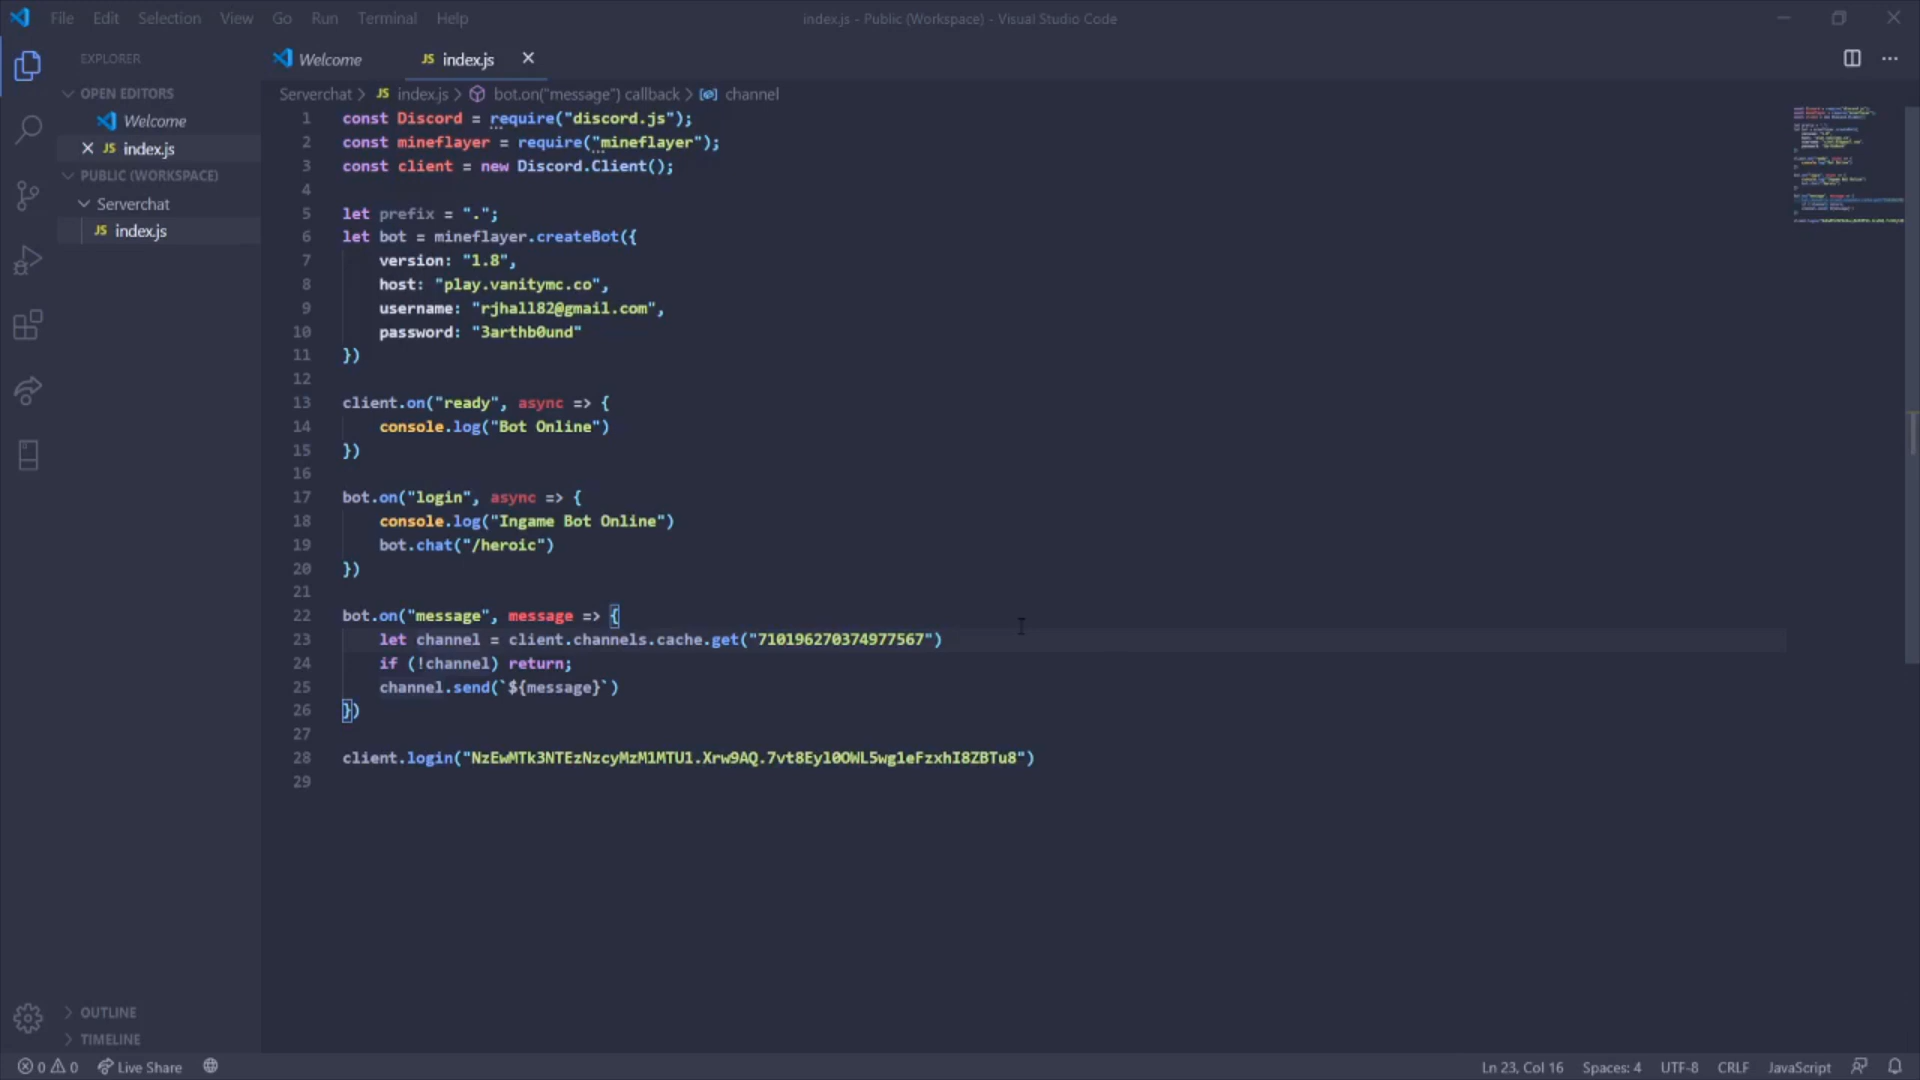 File Edit Selection View Go Run Terminal Help
index.js - Public (Workspace) - Visual Studio Code
EXPLORER
OPEN EDITORS
Welcome
JS index.js
PUBLIC (WORKSPACE)
Serverchat
JS index.js
OUTLINE
TIMELINE
Welcome
JS index.js
Serverchat > JS index.js > bot.on("message") callback > channel
1 const Discord = require("discord.js");
2 const mineflayer = require("mineflayer");
3 const client = new Discord.Client();
4
5 let prefix = ".";
6 let bot = mineflayer.createBot({
7 version: "1.8",
8 host: "play.vanitymc.co",
9 username: "rjhall82@gmail.com",
10 password: "3arthb0und"
11 })
12
13 client.on("ready", async => {
14 console.log("Bot Online")
15 })
16
17 bot.on("login", async => {
18 console.log("Ingame Bot Online")
19 bot.chat("/heroic")
20 })
21
22 bot.on("message", message => {
23 let channel = client.channels.cache.get("710196270374977567")
24 if (!channel) return;
25 channel.send(`${message}`)
26 })
27
28 client.login("NzEwMTk3NTEzNzcyMzM1MTU1.Xrw9AQ.7vt8Eyl0OWL5wgleFzxhI8ZBTu8")
29
0 0 Live Share
Ln 23, Col 16 Spaces: 4 UTF-8 CRLF JavaScript